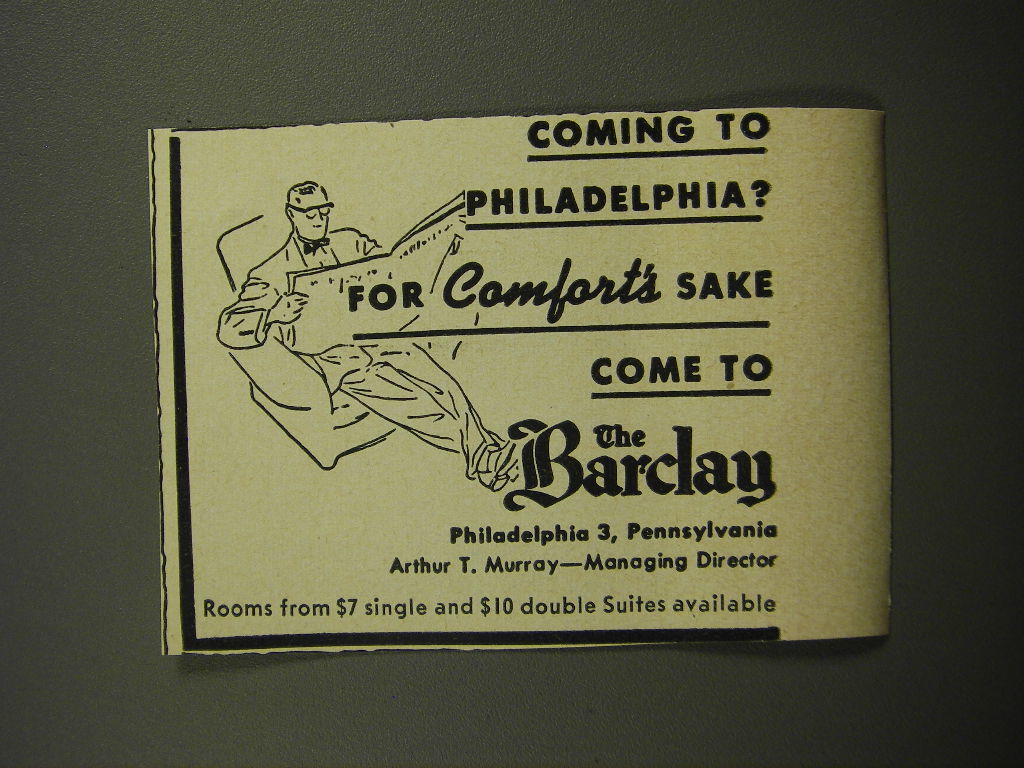 COMING TO
PHILADELPHIA?
FOR Comfort's SAKE
COME TO
The
Barclay
Philadelphia 3, Pennsylvania
Arthur T. Murray—Managing Director
Rooms from $7 single and $10 double Suites available